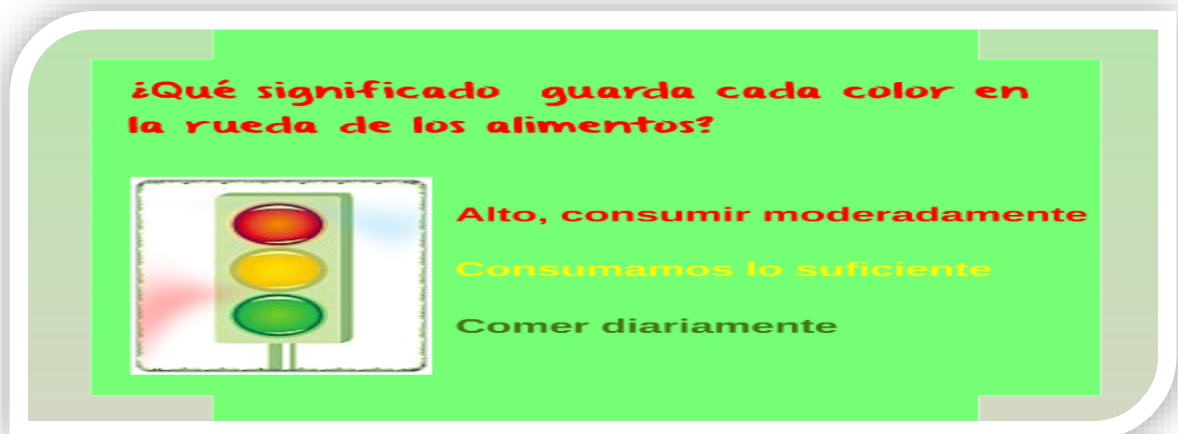 ¿Qué significado guarda cada color en
la rueda de los alimentos?
Alto, consumir moderadamente
Consumamos lo suficiente
Comer diariamente